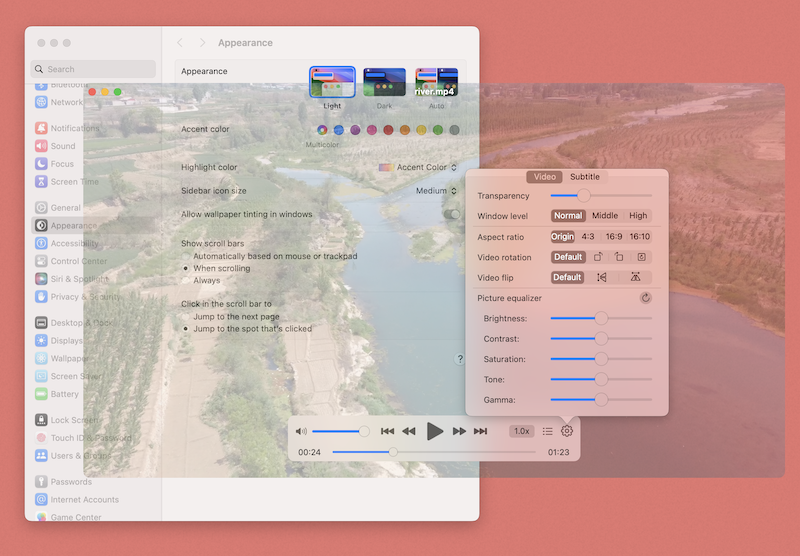 Appearance
Search
Bluetooth
Network
Notifications
Sound
Focus
Screen Time
General
Appearance
Accessibility
Control Center
Siri & Spotlight
Privacy & Security
Desktop & Dock
Displays
Wallpaper
Screen Saver
Battery
Lock Screen
Touch ID & Password
Users & Groups
Passwords
Internet Accounts
Game Center
Appearance
Light
Dark
Auto
river.mp4
Accent color
Multicolor
Highlight color
Accent Color
Sidebar icon size
Medium
Allow wallpaper tinting in windows
Show scroll bars
Automatically based on mouse or trackpad
When scrolling
Always
Click in the scroll bar to
Jump to the next page
Jump to the spot that's clicked
?
Video Subtitle
Transparency
Window level Normal Middle High
Aspect ratio Origin 4:3 16:9 16:10
Video rotation Default
Video flip Default
Picture equalizer
Brightness:
Contrast:
Saturation:
Tone:
Gamma:
1.0x
00:24 01:23